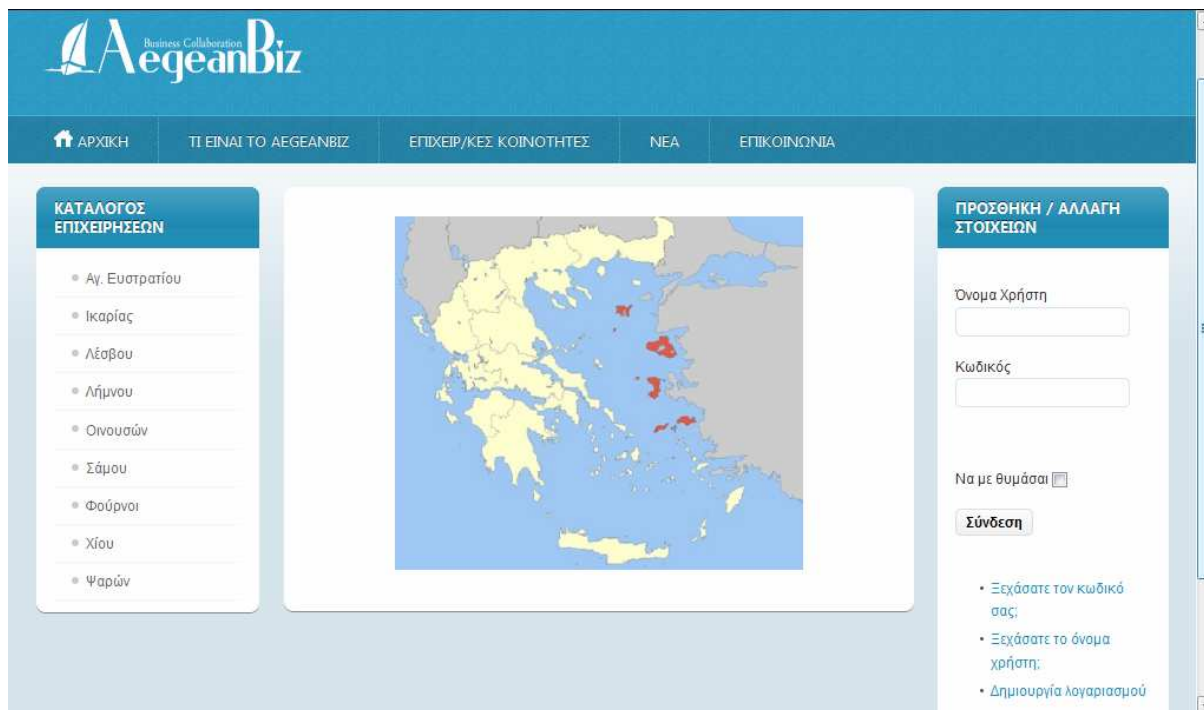 Business Collaboration
AegeanBiz
ΑΡΧΙΚΗ
ΤΙ ΕΙΝΑΙ ΤΟ AEGEANBIZ
ΕΠΙΧΕΙΡ/ΚΕΣ ΚΟΙΝΟΤΗΤΕΣ
ΝΕΑ
ΕΠΙΚΟΙΝΩΝΙΑ
ΚΑΤΑΛΟΓΟΣ
ΕΠΙΧΕΙΡΗΣΕΩΝ
Αγ. Ευστρατίου
Ικαρίας
Λέσβου
Λήμνου
Οινουσών
Σάμου
Φούρνοι
Χίου
Ψαρών
ΠΡΟΣΘΗΚΗ / ΑΛΛΑΓΗ
ΣΤΟΙΧΕΙΩΝ
Όνομα Χρήστη
Κωδικός
Να με θυμάσαι
Σύνδεση
Ξεχάσατε τον κωδικό
σας;
Ξεχάσατε το όνομα
χρήστη;
Δημιουργία λογαριασμού